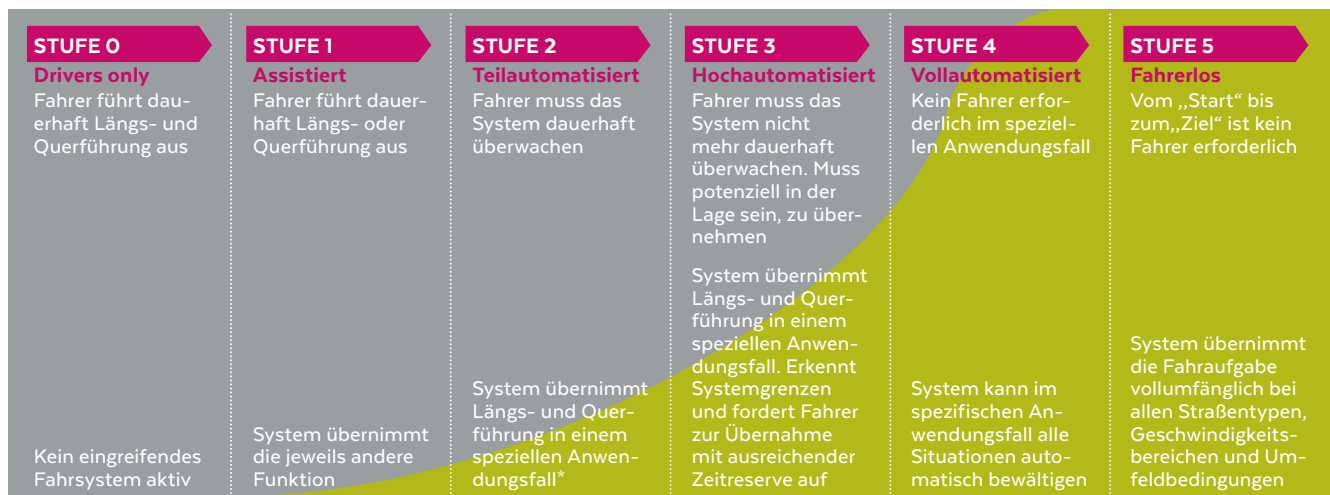 STUFE 0
Drivers only
Fahrer führt dau-
erhaft Längs- und
Querführung aus
Kein eingreifendes
Fahrsystem aktiv
STUFE 1
Assistiert
Fahrer führt dauer-
haft Längs- oder
Querführung aus
System übernimmt
die jeweils andere
Funktion
STUFE 2
Teilautomatisiert
Fahrer muss das
System dauerhaft
überwachen
System übernimmt
Längs- und Quer-
führung in einem
speziellen Anwen-
dungsfall*
STUFE 3
Hochautomatisiert
Fahrer muss das
System nicht
mehr dauerhaft
überwachen. Muss
potenziell in der
Lage sein, zu über-
nehmen
System übernimmt
Längs- und Quer-
führung in einem
speziellen Anwen-
dungsfall. Erkennt
Systemgrenzen
und fordert Fahrer
zur Übernahme
mit ausreichender
Zeitreserve auf
STUFE 4
Vollautomatisiert
Kein Fahrer erfor-
derlich im speziel-
len Anwendungsfall
System kann im
spezifischen An-
wendungsfall alle
Situationen auto-
matisch bewältigen
STUFE 5
Fahrerlos
Vom ,,Start“ bis
zum,,Ziel“ ist kein
Fahrer erforderlich
System übernimmt
die Fahraufgabe
vollumfänglich bei
allen Straßentypen,
Geschwindigkeits-
bereichen und Um-
feldbedingungen